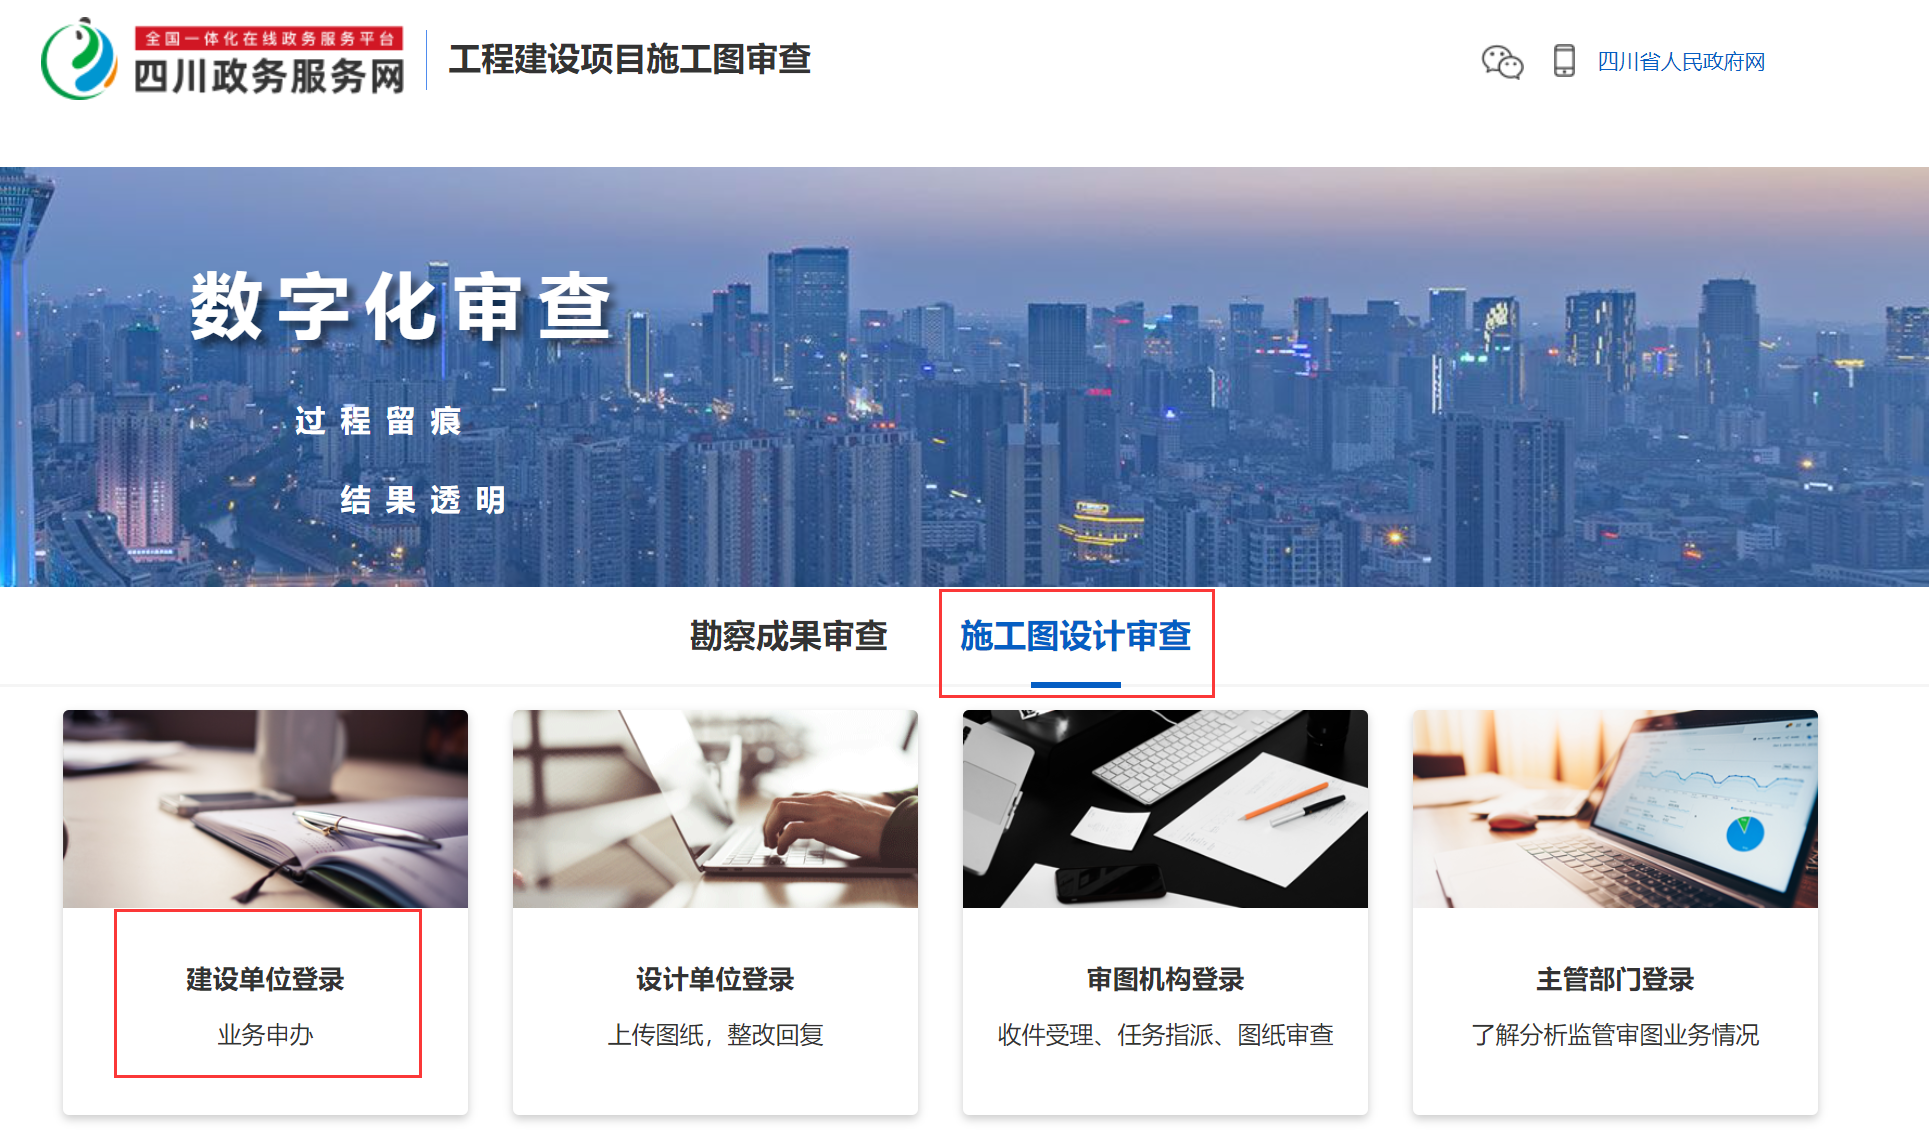 全国一体化在线政务服务平台
四川政务服务网
工程建设项目施工图审查
四川省人民政府网
数字化审查
过程留痕
结果透明
勘察成果审查
施工图设计审查
建设单位登录
业务申办
设计单位登录
上传图纸，整改回复
审图机构登录
收件受理、任务指派、图纸审查
主管部门登录
了解分析监管审图业务情况